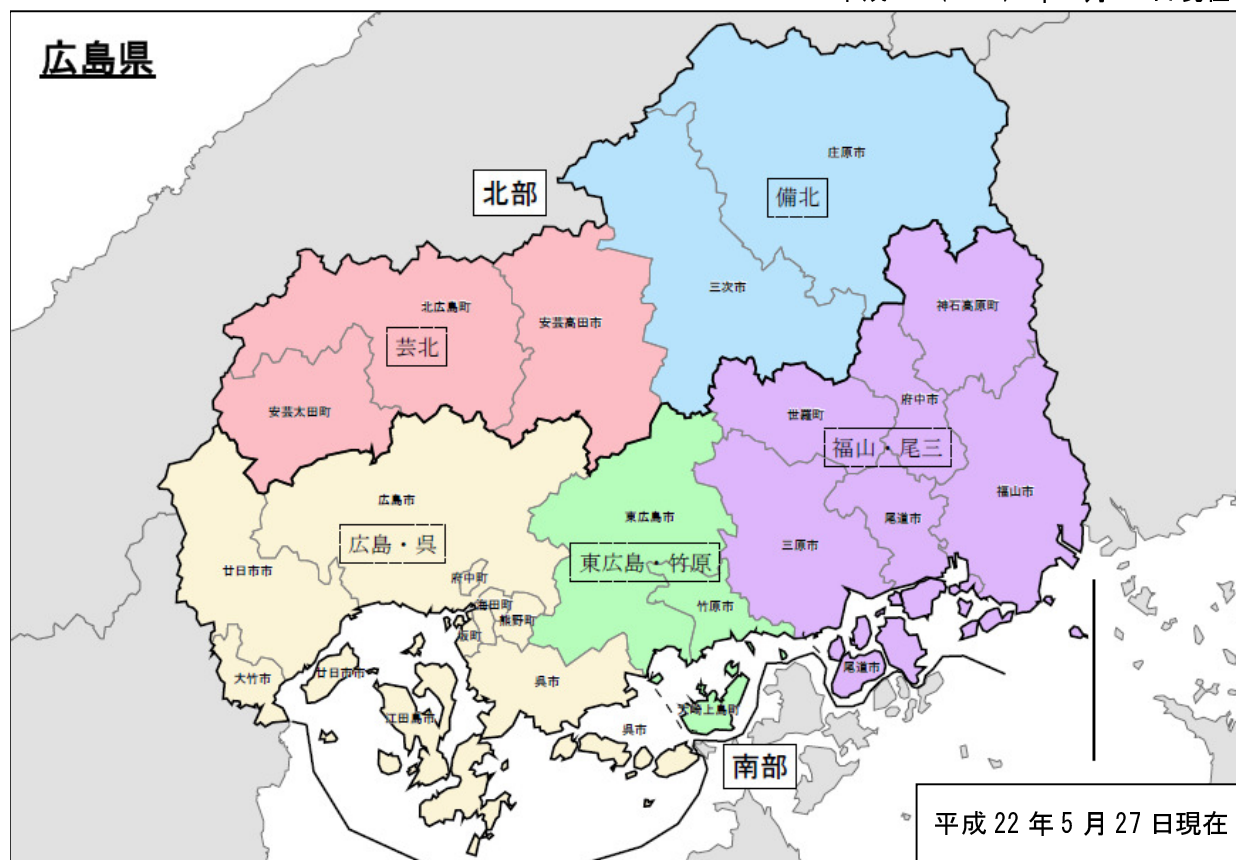 広島県
庄原市
備北
北部
三次市
神石高原町
北広島町
安芸高田市
芸北
安芸太田町
世羅町
府中市
福山・尾三
福山市
広島市
東広島市
尾道市
三原市
広島・呉
東広島・竹原
廿日市市
府中町
海田町
熊野町
坂町
竹原市
大竹市
廿日市市
呉市
尾道市
江田島市
大崎上島町
呉市
南部
平成 22 年 5 月 27 日現在